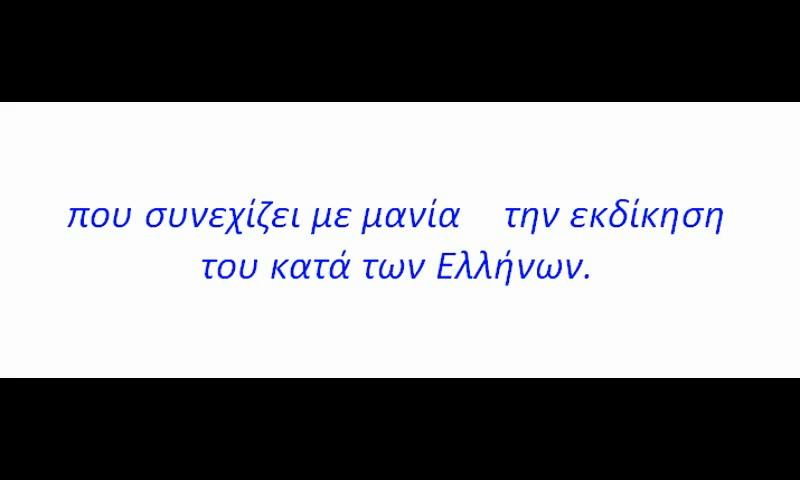 που συνεχίζει με μανία την εκδίκηση
του κατά των Ελλήνων.